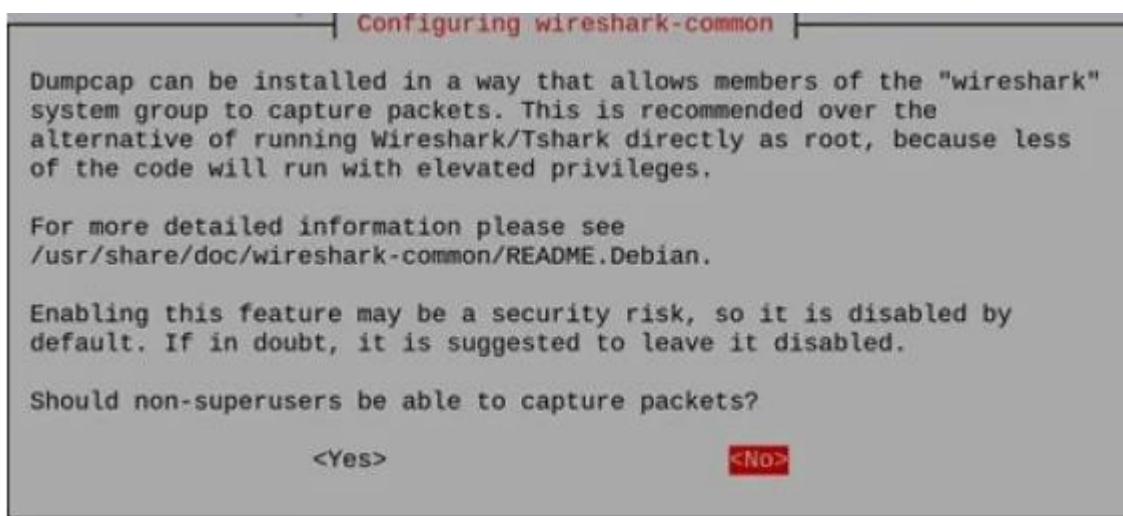 Configuring wireshark-common
Dumpcap can be installed in a way that allows members of the "wireshark"
system group to capture packets. This is recommended over the
alternative of running Wireshark/Tshark directly as root, because less
of the code will run with elevated privileges.
For more detailed information please see
/usr/share/doc/wireshark-common/README.Debian.
Enabling this feature may be a security risk, so it is disabled by
default. If in doubt, it is suggested to leave it disabled.
Should non-superusers be able to capture packets?
<Yes> <No>